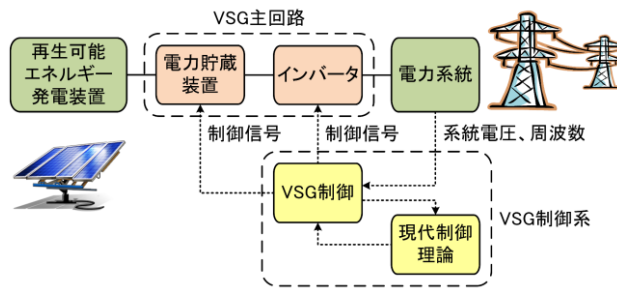 VSG主回路
再生可能
エネルギー
発電装置
電力貯蔵
装置
インバータ
電力系統
制御信号
制御信号
系統電圧、周波数
VSG制御
VSG制御系
現代制御
理論